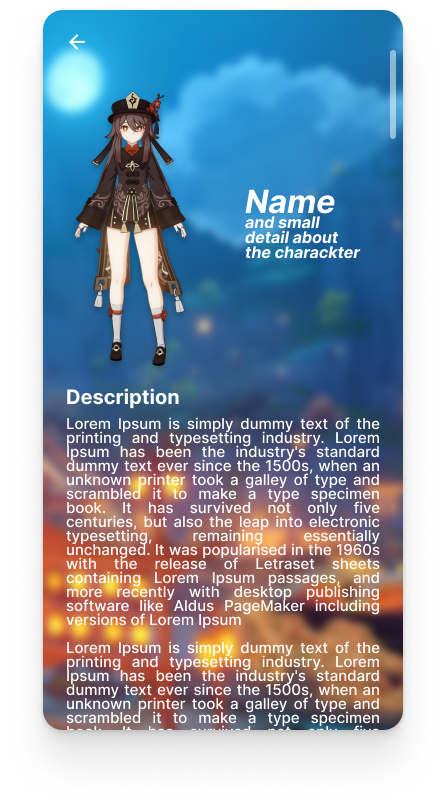 Name
and small
detail about
the charackter
Description
Lorem Ipsum is simply dummy text of the
printing and typesetting industry. Lorem
Ipsum has been the industry's standard
dummy text ever since the 1500s, when an
unknown printer took a galley of type and
scrambled it to make a type specimen
book. It has survived not only five
centuries, but also the leap into electronic
typesetting, remaining essentially
unchanged. It was popularised in the 1960s
with the release of Letraset sheets
containing Lorem Ipsum passages, and
more recently with desktop publishing
software like Aldus PageMaker including
versions of Lorem Ipsum
Lorem Ipsum is simply dummy text of the
printing and typesetting industry. Lorem
Ipsum has been the industry's standard
dummy text ever since the 1500s, when an
unknown printer took a galley of type and
scrambled it to make a type specimen
book. It has survived not only five